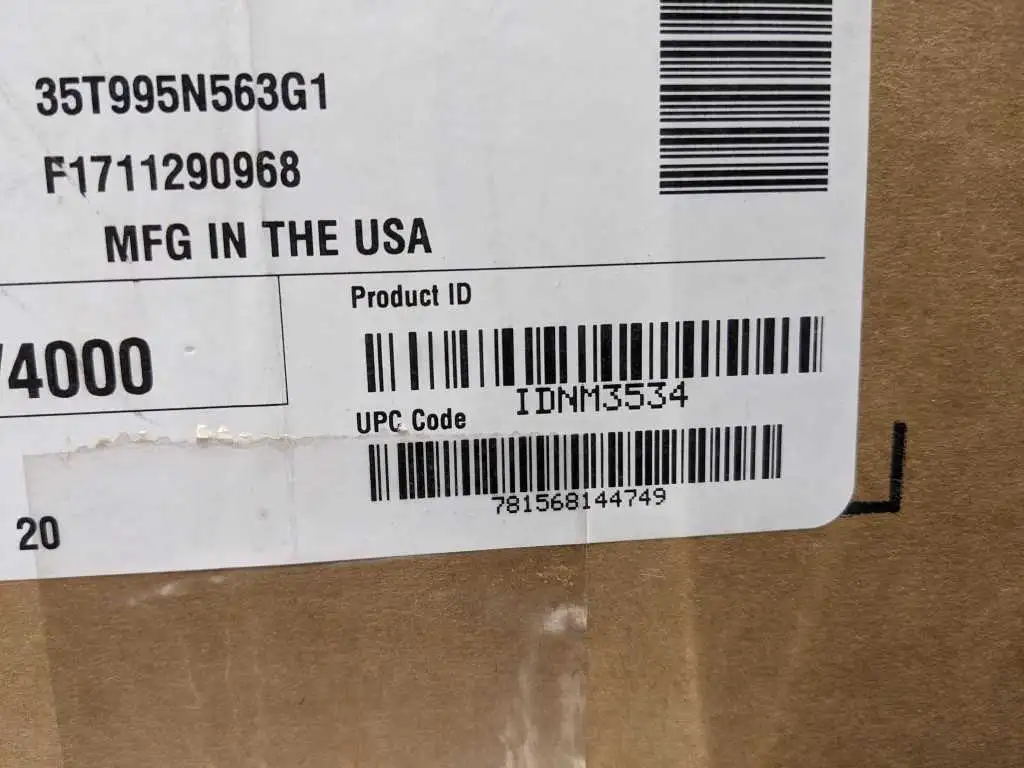 35T995N563G1
F1711290968
MFG IN THE USA
Product ID
/4000
IDNM3534
UPC Code
781568144749
20